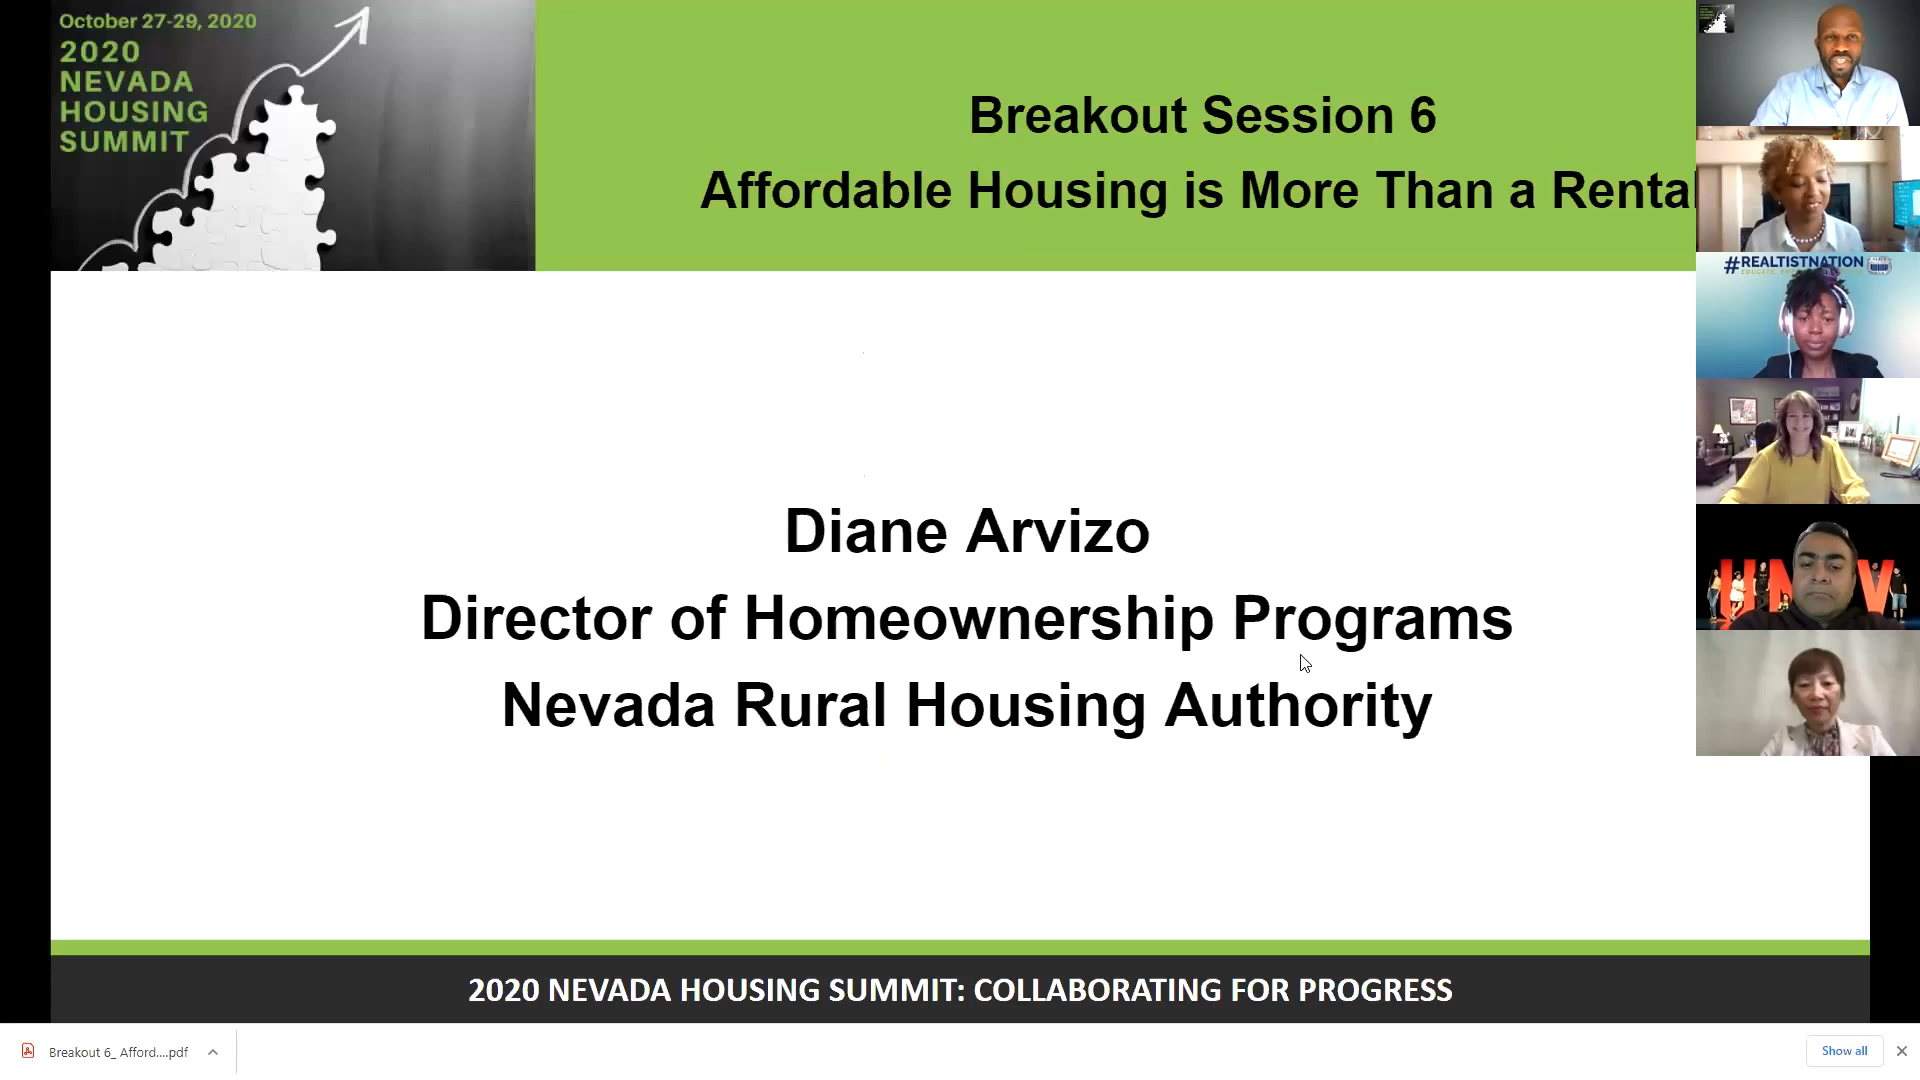 October 27-29, 2020
2020
NEVADA
HOUSING
SUMMIT
Breakout Session 6
Affordable Housing is More Than a Rental
#REALTISTNATION
Diane Arvizo
Director of Homeownership Programs
Nevada Rural Housing Authority
2020 NEVADA HOUSING SUMMIT: COLLABORATING FOR PROGRESS
Breakout 6_ Afford....pdf
Show all